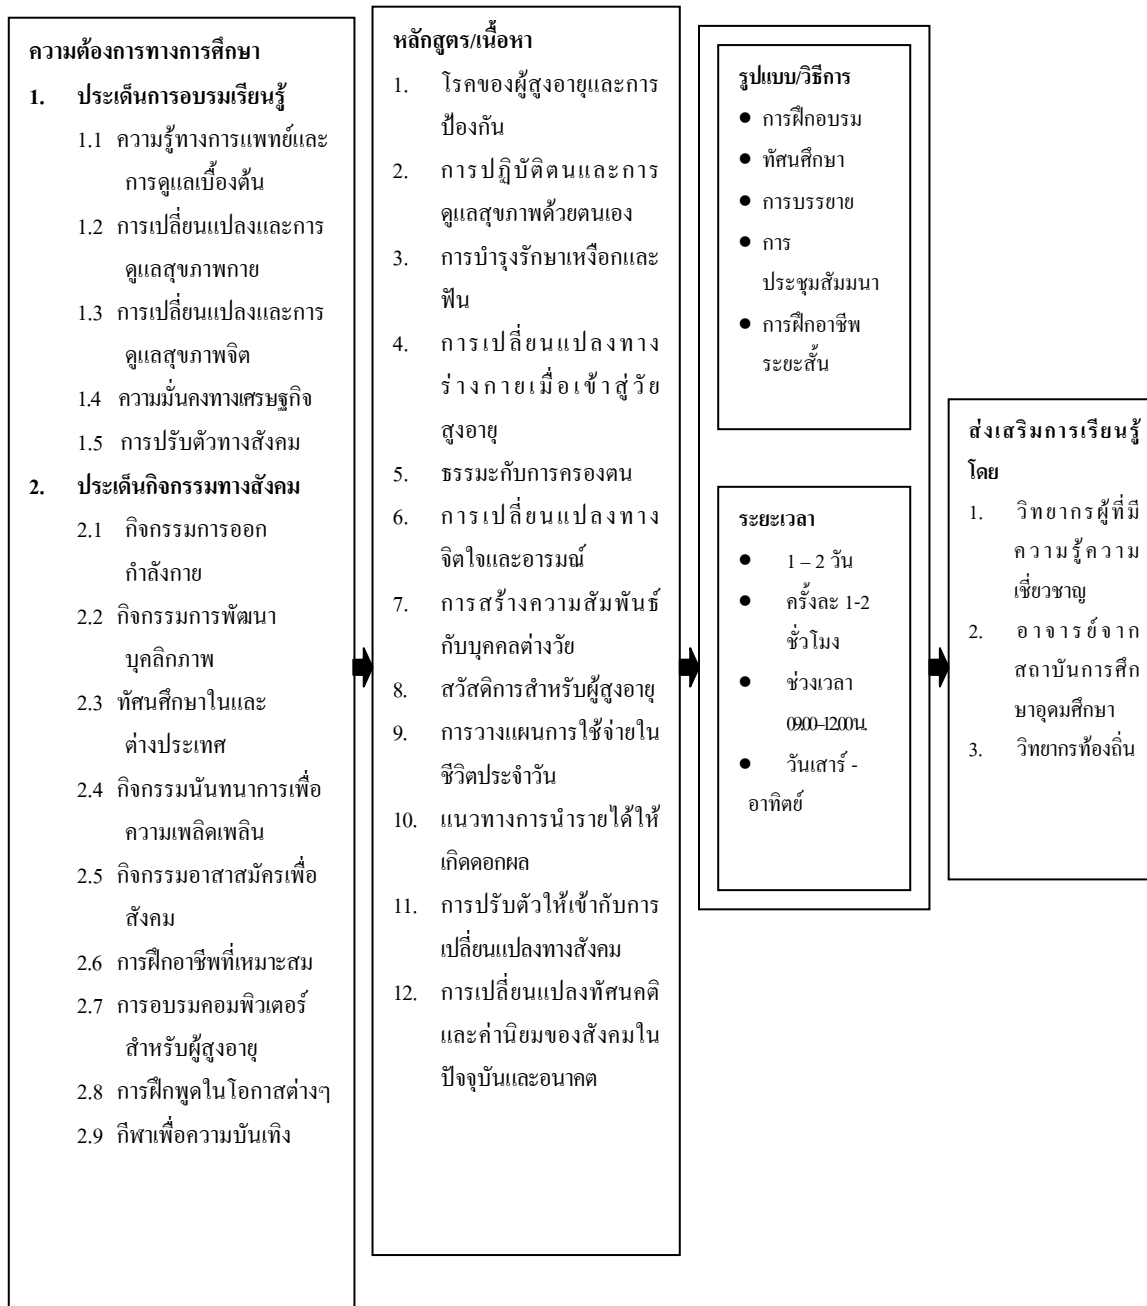 ความต้องการทางการศึกษา
1. ประเด็นการอบรมเรียนรู้
1.1 ความรู้ทางการแพทย์และ
การดูแลเบื้องต้น
1.2 การเปลี่ยนแปลงและการ
ดูแลสุขภาพกาย
1.3 การเปลี่ยนแปลงและการ
ดูแลสุขภาพจิต
1.4 ความมั่นคงทางเศรษฐกิจ
1.5 การปรับตัวทางสังคม
2. ประเด็นกิจกรรมทางสังคม
2.1 กิจกรรมการออก
กำลังกาย
2.2 กิจกรรมการพัฒนา
บุคลิกภาพ
2.3 ทัศนศึกษาในและ
ต่างประเทศ
2.4 กิจกรรมนันทนาการเพื่อ
ความเพลิดเพลิน
2.5 กิจกรรมอาสาสมัครเพื่อ
สังคม
2.6 การฝึกอาชีพที่เหมาะสม
2.7 การอบรมคอมพิวเตอร์
สำหรับผู้สูงอายุ
2.8 การฝึกพูดในโอกาสต่างๆ
2.9 กีฬาเพื่อความบันเทิง
หลักสูตร/เนื้อหา
1. โรคของผู้สูงอายุและการ
ป้องกัน
2. การปฏิบัติตนและการ
ดูแลสุขภาพด้วยตนเอง
3. การบำรุงรักษาเหงือกและ
ฟัน
4. การเปลี่ยนแปลงทาง
ร่างกายเมื่อเข้าสู่วัย
สูงอายุ
5. ธรรมะกับการครองตน
6. การเปลี่ยนแปลงทาง
จิตใจและอารมณ์
7. การสร้างความสัมพันธ์
กับบุคคลต่างวัย
8. สวัสดิการสำหรับผู้สูงอายุ
9. การวางแผนการใช้จ่ายใน
ชีวิตประจำวัน
10. แนวทางการนำรายได้ให้
เกิดดอกผล
11. การปรับตัวให้เข้ากับการ
เปลี่ยนแปลงทางสังคม
12. การเปลี่ยนแปลงทัศนคติ
และค่านิยมของสังคมใน
ปัจจุบันและอนาคต
รูปแบบ/วิธีการ
● การฝึกอบรม
● ทัศนศึกษา
● การบรรยาย
● การ
ประชุมสัมมนา
● การฝึกอาชีพ
ระยะสั้น
ระยะเวลา
● 1 – 2 วัน
● ครั้งละ 1-2
ชั่วโมง
● ช่วงเวลา
09.00–12.00น.
● วันเสาร์ -
อาทิตย์
ส่งเสริมการเรียนรู้
โดย
1. วิทยากรผู้ที่มี
ความรู้ความ
เชี่ยวชาญ
2. อาจารย์จาก
สถาบันการศึก
ษาอุดมศึกษา
3. วิทยากรท้องถิ่น